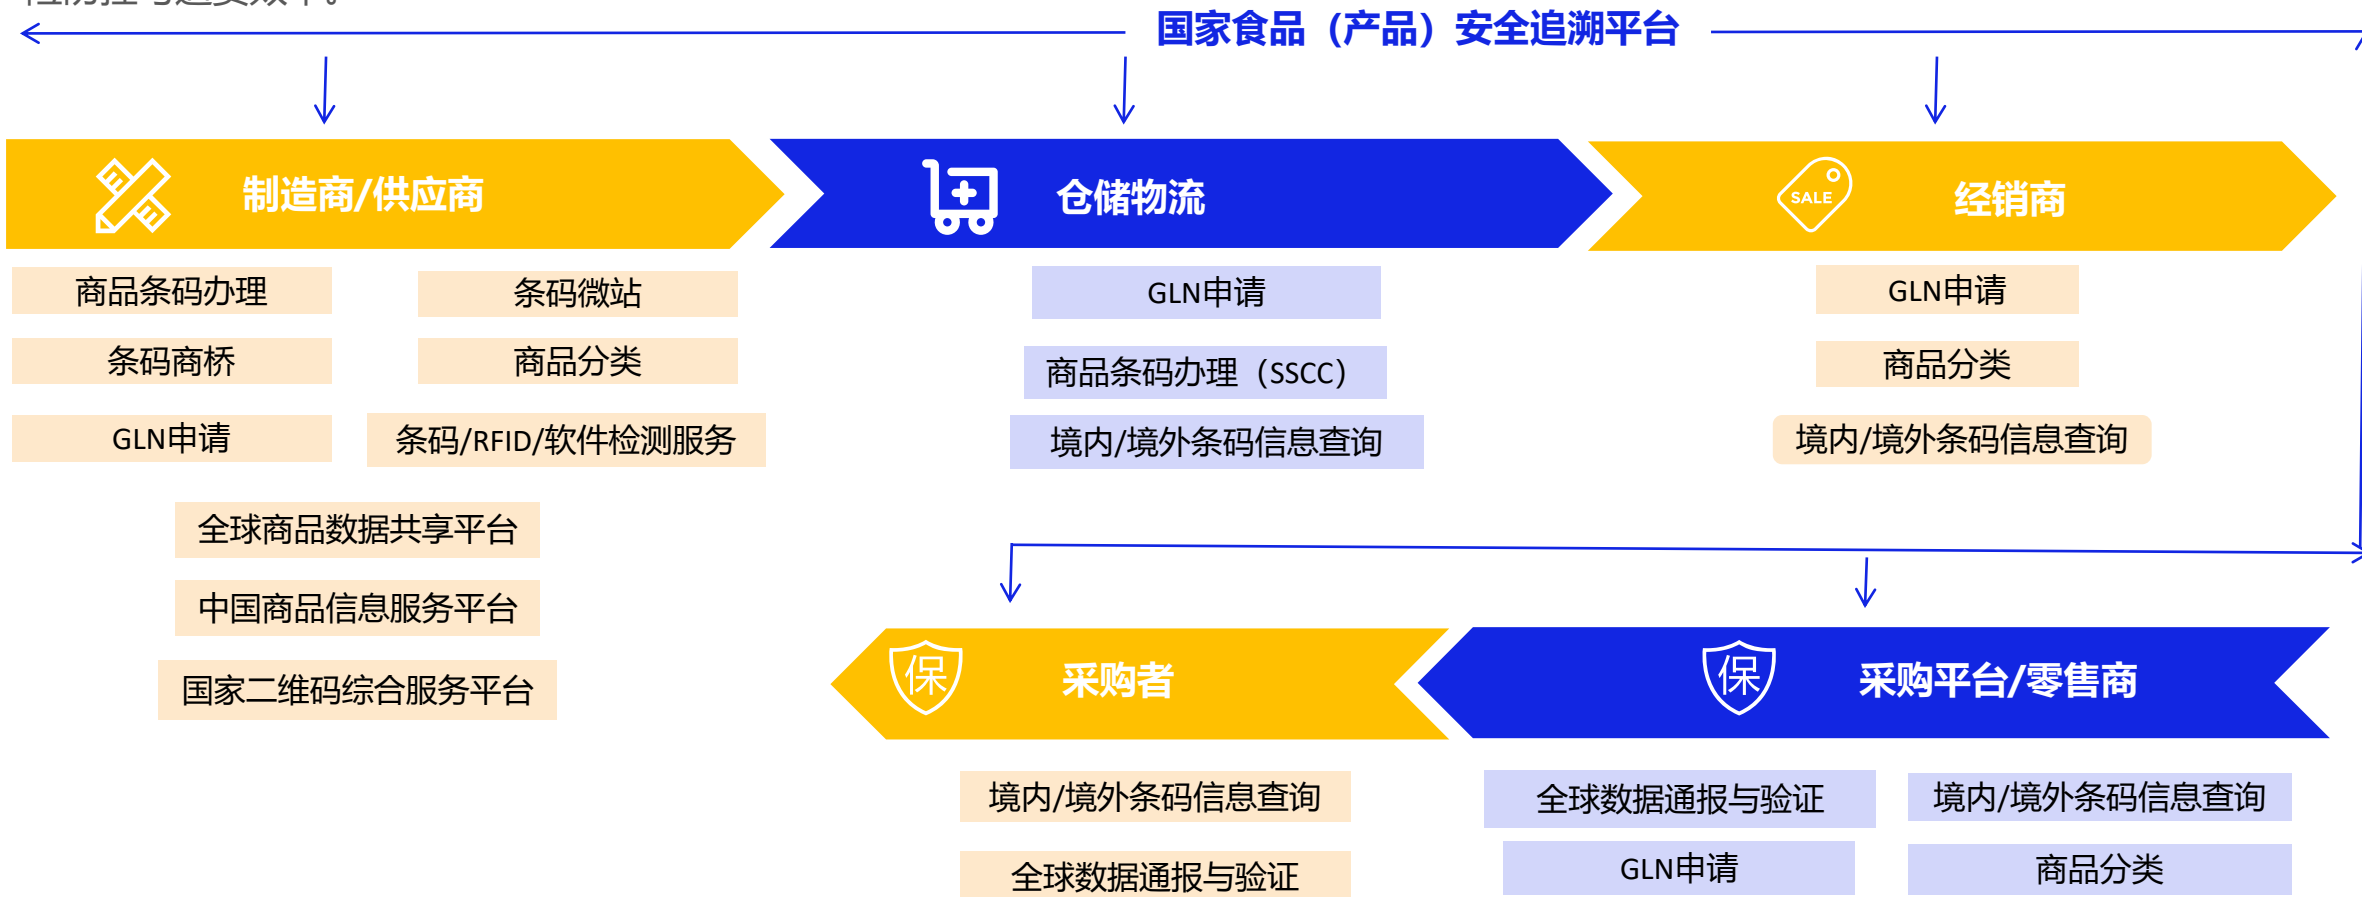 国家食品（产品）安全追溯平台
制造商/供应商
仓储物流
SALE
经销商
商品条码办理
条码微站
条码商桥
商品分类
GLN申请
条码/RFID/软件检测服务
全球商品数据共享平台
中国商品信息服务平台
国家二维码综合服务平台
GLN申请
商品条码办理（SSCC）
境内/境外条码信息查询
GLN申请
商品分类
境内/境外条码信息查询
保
采购者
保
采购平台/零售商
境内/境外条码信息查询
全球数据通报与验证
全球数据通报与验证
境内/境外条码信息查询
GLN申请
商品分类